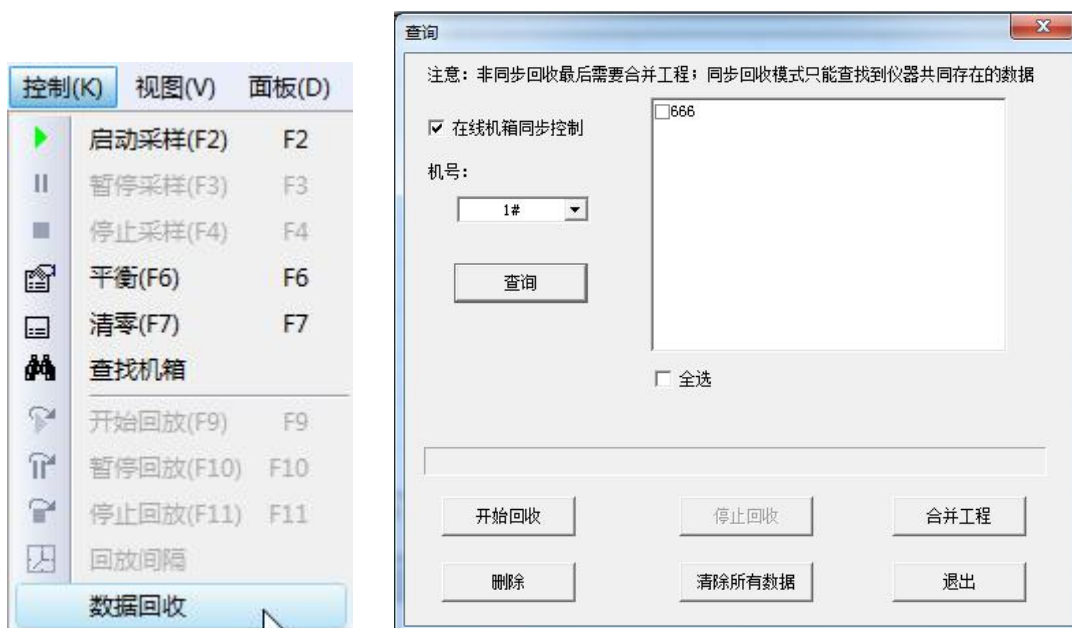 控制(K) 视图(V) 面板(D)
启动采样(F2) F2
暂停采样(F3) F3
停止采样(F4) F4
平衡(F6) F6
清零(F7) F7
查找机箱
开始回放(F9) F9
暂停回放(F10) F10
停止回放(F11) F11
回放间隔
数据回收
查询
注意：非同步回收最后需要合并工程；同步回收模式只能查找到仪器共同存在的数据
在线机箱同步控制
666
机号：
1#
查询
全选
开始回收 停止回收 合并工程
删除 清除所有数据 退出